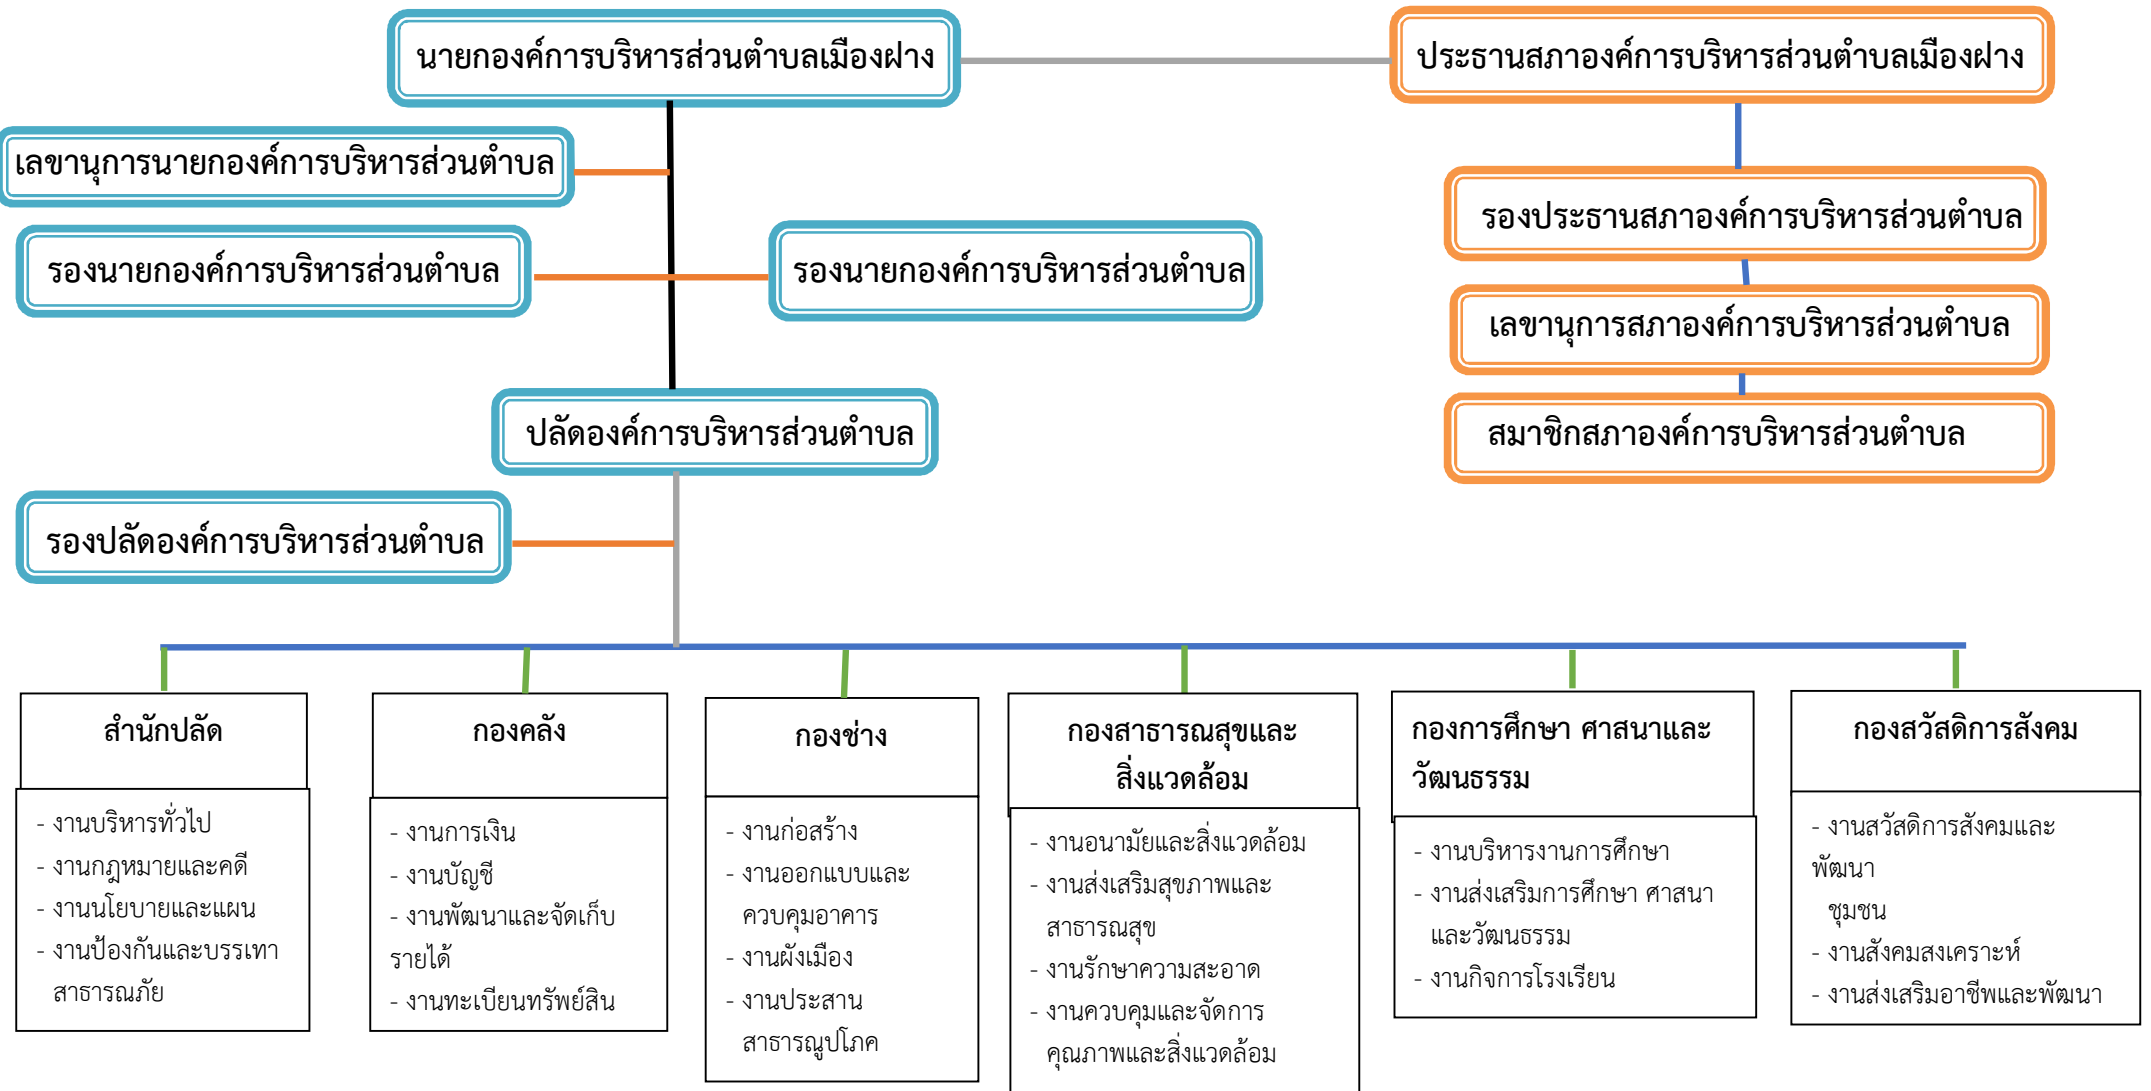 นายกองค์การบริหารส่วนตำบลเมืองฝาง
ประธานสภาองค์การบริหารส่วนตำบลเมืองฝาง
เลขานุการนายกองค์การบริหารส่วนตำบล
รองนายกองค์การบริหารส่วนตำบล
รองนายกองค์การบริหารส่วนตำบล
รองประธานสภาองค์การบริหารส่วนตำบล
เลขานุการสภาองค์การบริหารส่วนตำบล
สมาชิกสภาองค์การบริหารส่วนตำบล
ปลัดองค์การบริหารส่วนตำบล
รองปลัดองค์การบริหารส่วนตำบล
สำนักปลัด
- งานบริหารทั่วไป
- งานกฎหมายและคดี
- งานนโยบายและแผน
- งานป้องกันและบรรเทา
สาธารณภัย
กองคลัง
- งานการเงิน
- งานบัญชี
- งานพัฒนาและจัดเก็บ
รายได้
- งานทะเบียนทรัพย์สิน
กองช่าง
- งานก่อสร้าง
- งานออกแบบและ
ควบคุมอาคาร
- งานผังเมือง
- งานประสาน
สาธารณูปโภค
กองสาธารณสุขและ
สิ่งแวดล้อม
- งานอนามัยและสิ่งแวดล้อม
- งานส่งเสริมสุขภาพและ
สาธารณสุข
- งานรักษาความสะอาด
- งานควบคุมและจัดการ
คุณภาพและสิ่งแวดล้อม
กองการศึกษา ศาสนาและ
วัฒนธรรม
- งานบริหารงานการศึกษา
- งานส่งเสริมการศึกษา ศาสนา
และวัฒนธรรม
- งานกิจการโรงเรียน
กองสวัสดิการสังคม
- งานสวัสดิการสังคมและ
พัฒนา
ชุมชน
- งานสังคมสงเคราะห์
- งานส่งเสริมอาชีพและพัฒนา